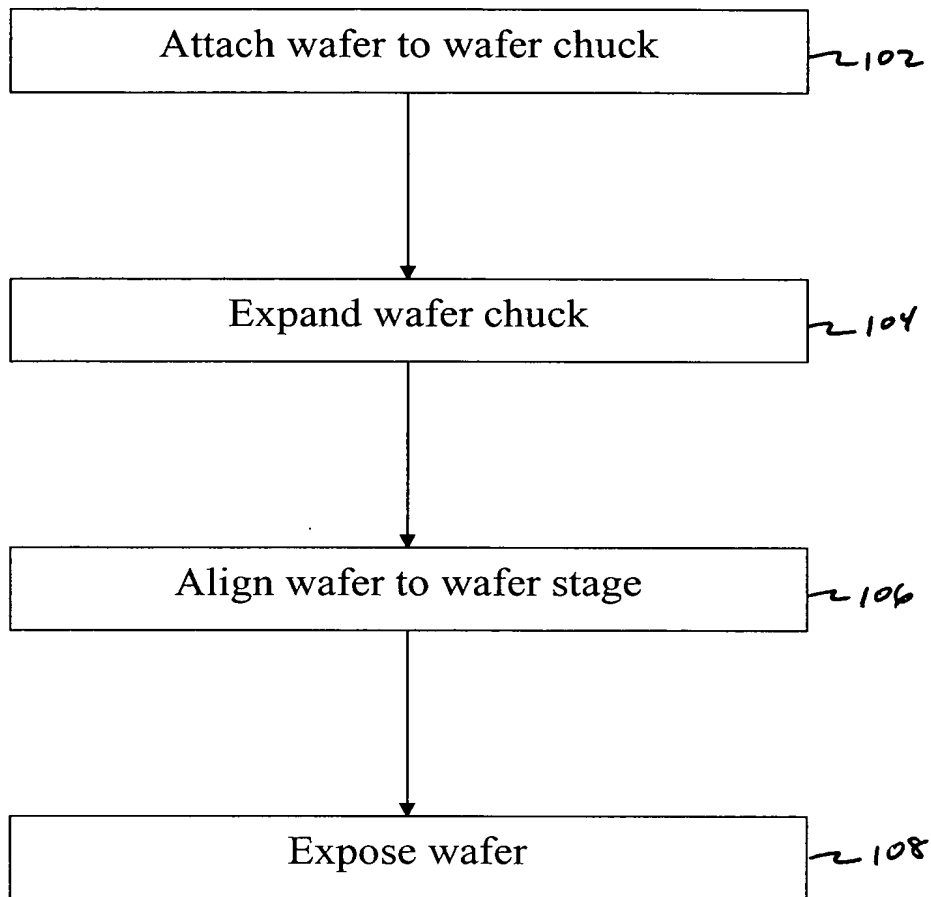 Attach wafer to wafer chuck
102
Expand wafer chuck
104
Align wafer to wafer stage
106
Expose wafer
108